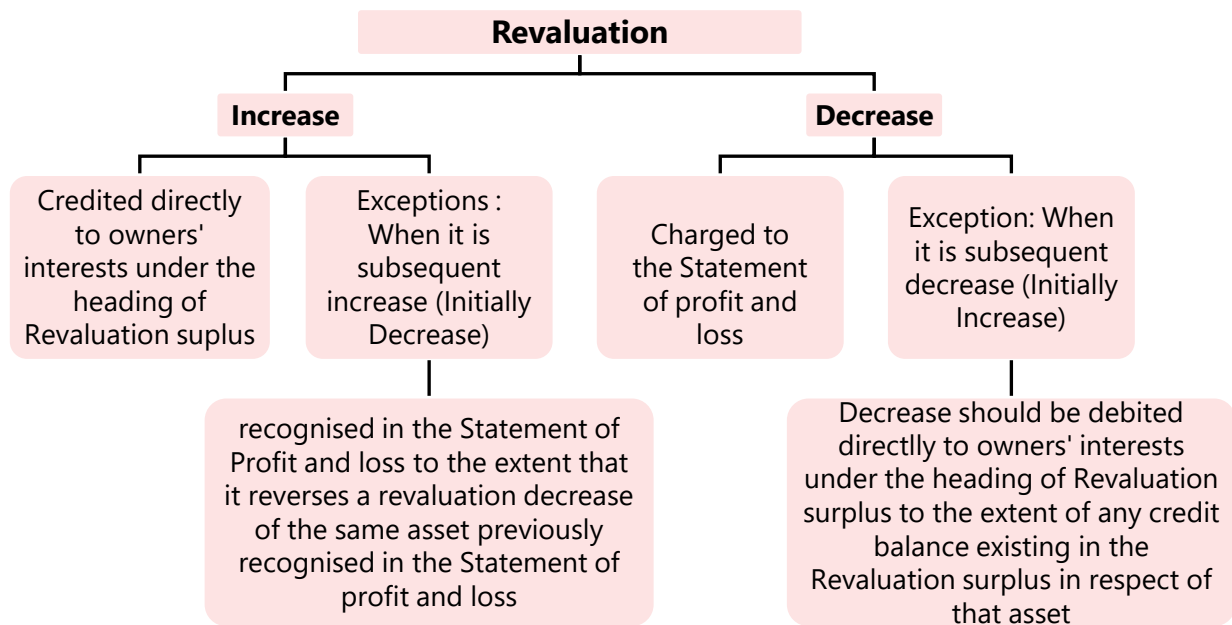 Revaluation
Increase
Decrease
Credited directly
to owners'
interests under the
heading of
Revaluation suplus
Exceptions :
When it is
subsequent
increase (Initially
Decrease)
Charged to
the Statement
of profit and
loss
Exception: When
it is subsequent
decrease (Initially
Increase)
recognised in the Statement of
Profit and loss to the extent that
it reverses a revaluation decrease
of the same asset previously
recognised in the Statement of
profit and loss
Decrease should be debited
directlly to owners' interests
under the heading of Revaluation
surplus to the extent of any credit
balance existing in the
Revaluation surplus in respect of
that asset